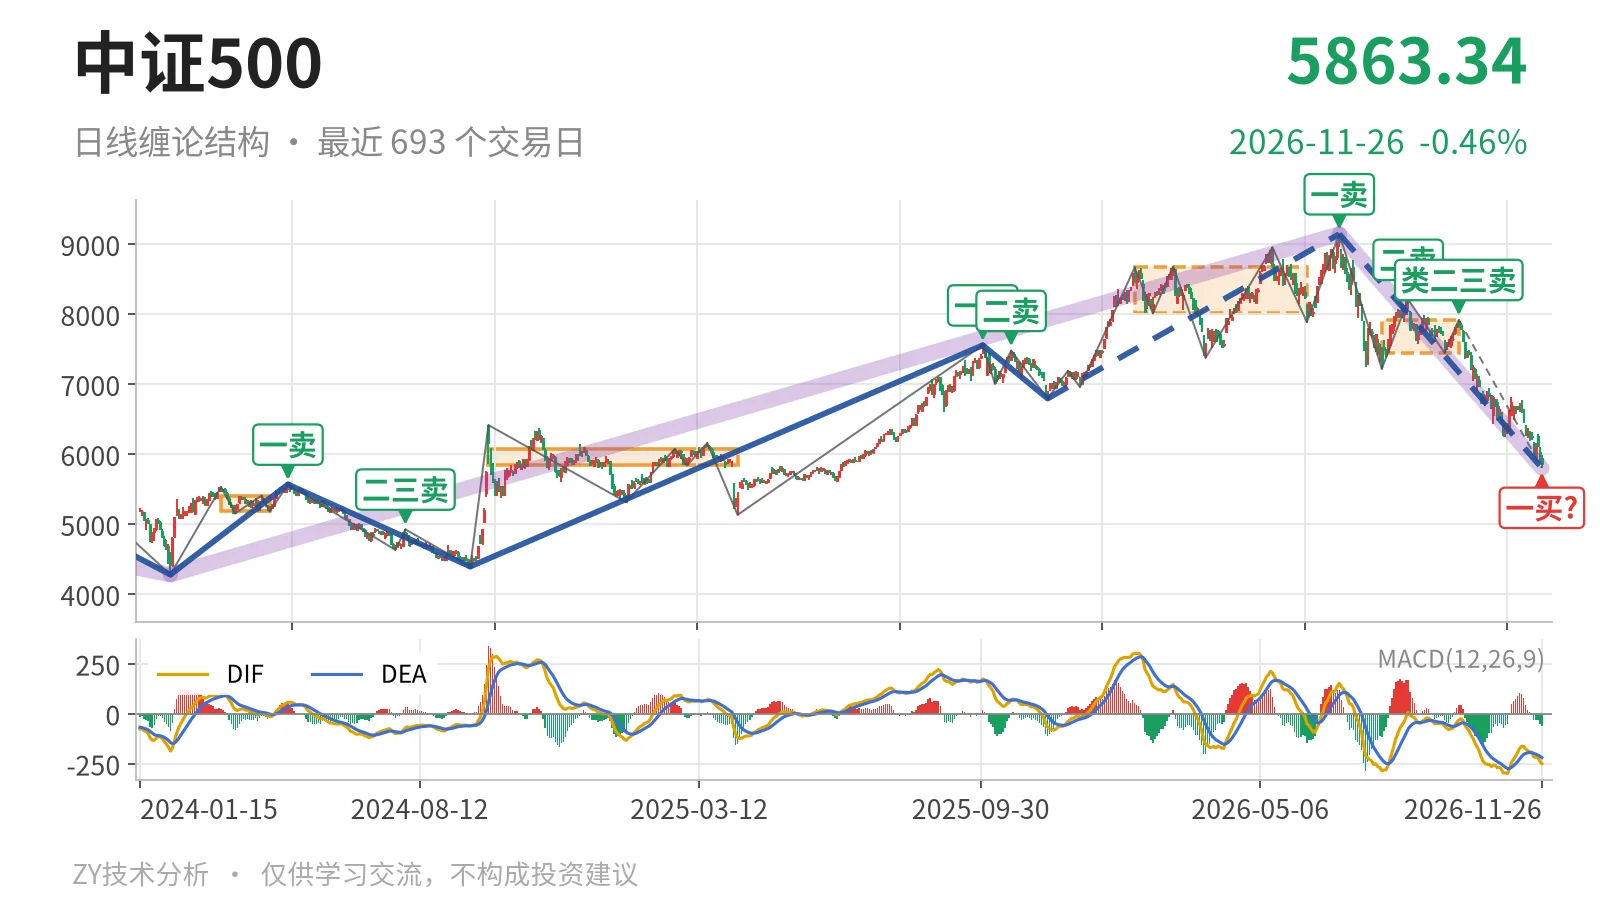 中证500
5863.34
日线缠论结构 · 最近 693 个交易日
2026-11-26 -0.46%
一卖
二卖
类二三卖
9000
一
二卖
8000
7000
一卖
6000
二三卖
一买?
5000
4000
250
DIF
DEA
MACD(12,26,9)
0
-250
2024-01-15
2024-08-12
2025-03-12
2025-09-30
2026-05-06
2026-11-26
ZY技术分析 · 仅供学习交流，不构成投资建议